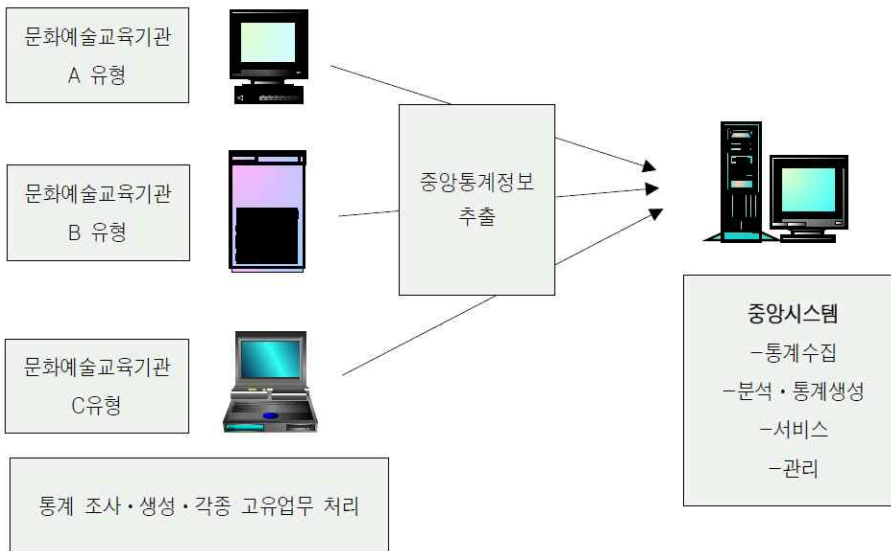 문화예술교육기관
A 유형
문화예술교육기관
B 유형
문화예술교육기관
C유형
통계 조사・생성・각종 고유업무 처리
중앙통계정보
추출
중앙시스템
-통계수집
-분석・통계생성
-서비스
-관리